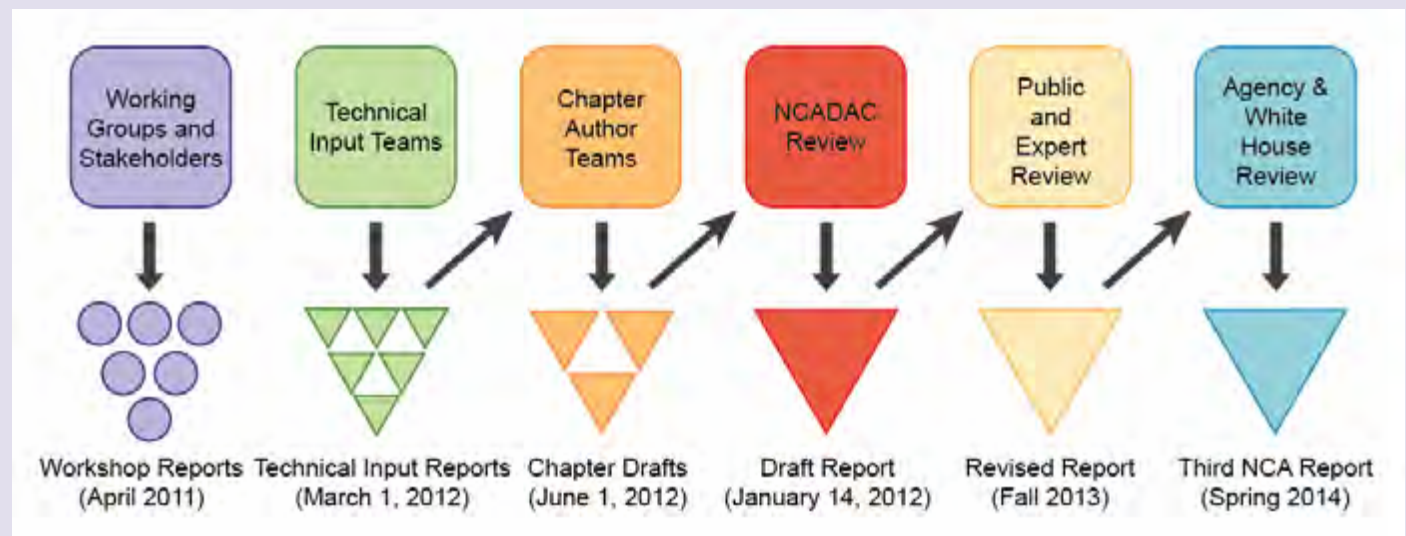 Working
Groups and
Stakeholders
Technical
Input Teams
Chapter
Author
Teams
NCADAC
Review
Public
and
Expert
Review
Agency &
White
House
Review
Workshop Reports
(April 2011)
Technical Input Reports
(March 1, 2012)
Chapter Drafts
(June 1, 2012)
Draft Report
(January 14, 2012)
Revised Report
(Fall 2013)
Third NCA Report
(Spring 2014)